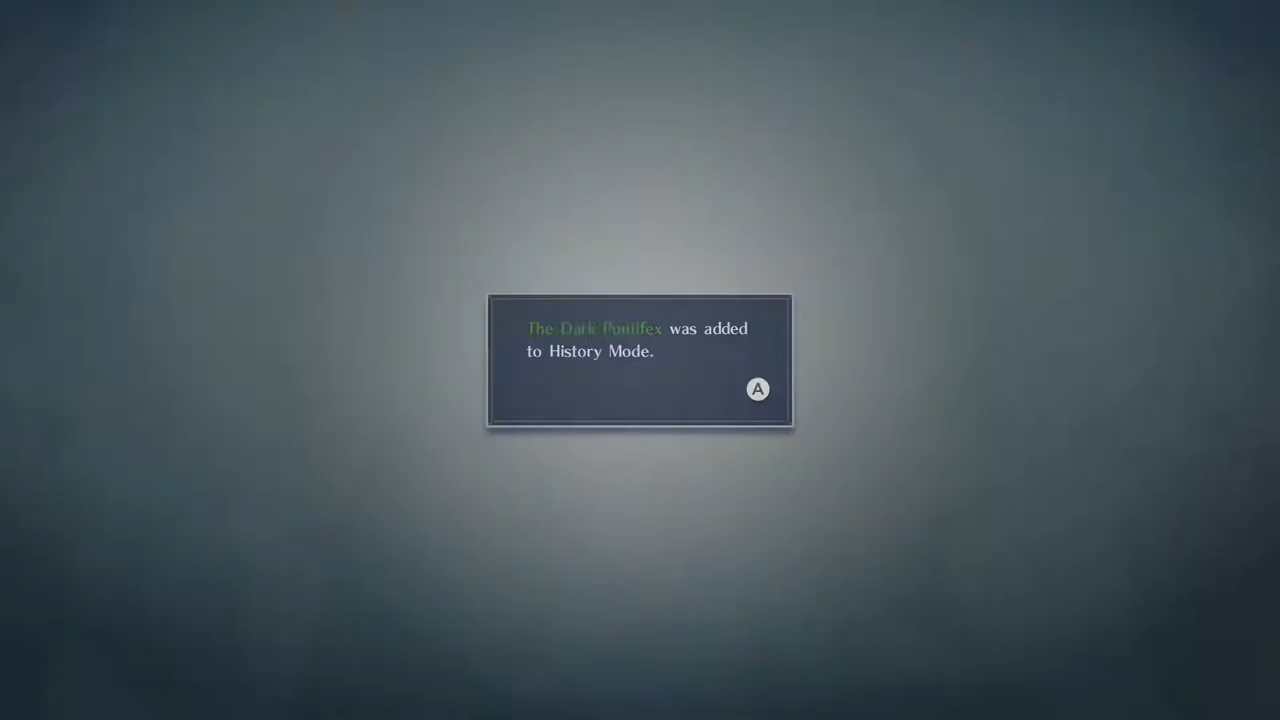 The Dark Pontifex was added
to History Mode.
A